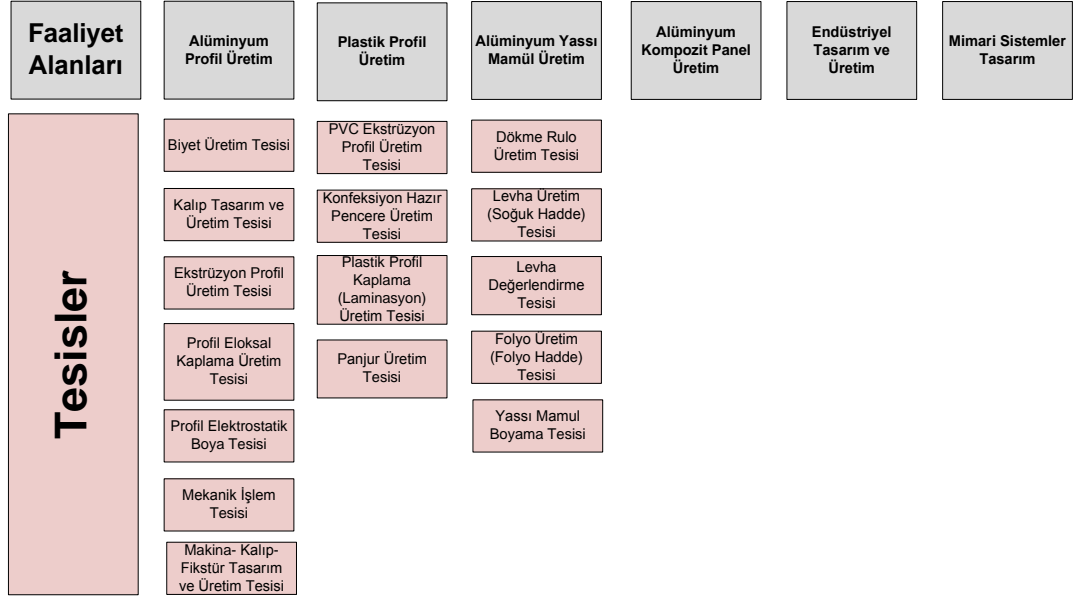 Faaliyet
Alanları
Alüminyum
Profil Üretim
Plastik Profil
Üretim
Alüminyum Yassı
Mamül Üretim
Alüminyum
Kompozit Panel
Üretim
Endüstriyel
Tasarım ve
Üretim
Mimari Sistemler
Tasarım
Tesisler
Biyet Üretim Tesisi
Kalıp Tasarım ve
Üretim Tesisi
Ekstrüzyon Profil
Üretim Tesisi
Profil Eloksal
Kaplama Üretim
Tesisi
Profil Elektrostatik
Boya Tesisi
Mekanik İşlem
Tesisi
Makina- Kalıp-
Fikstür Tasarım
ve Üretim Tesisi
PVC Ekstrüzyon
Profil Üretim
Tesisi
Konfeksiyon Hazır
Pencere Üretim
Tesisi
Plastik Profil
Kaplama
(Laminasyon)
Üretim Tesisi
Panjur Üretim
Tesisi
Dökme Rulo
Üretim Tesisi
Levha Üretim
(Soğuk Hadde)
Tesisi
Levha
Değerlendirme
Tesisi
Folyo Üretim
(Folyo Hadde)
Tesisi
Yassı Mamul
Boyama Tesisi